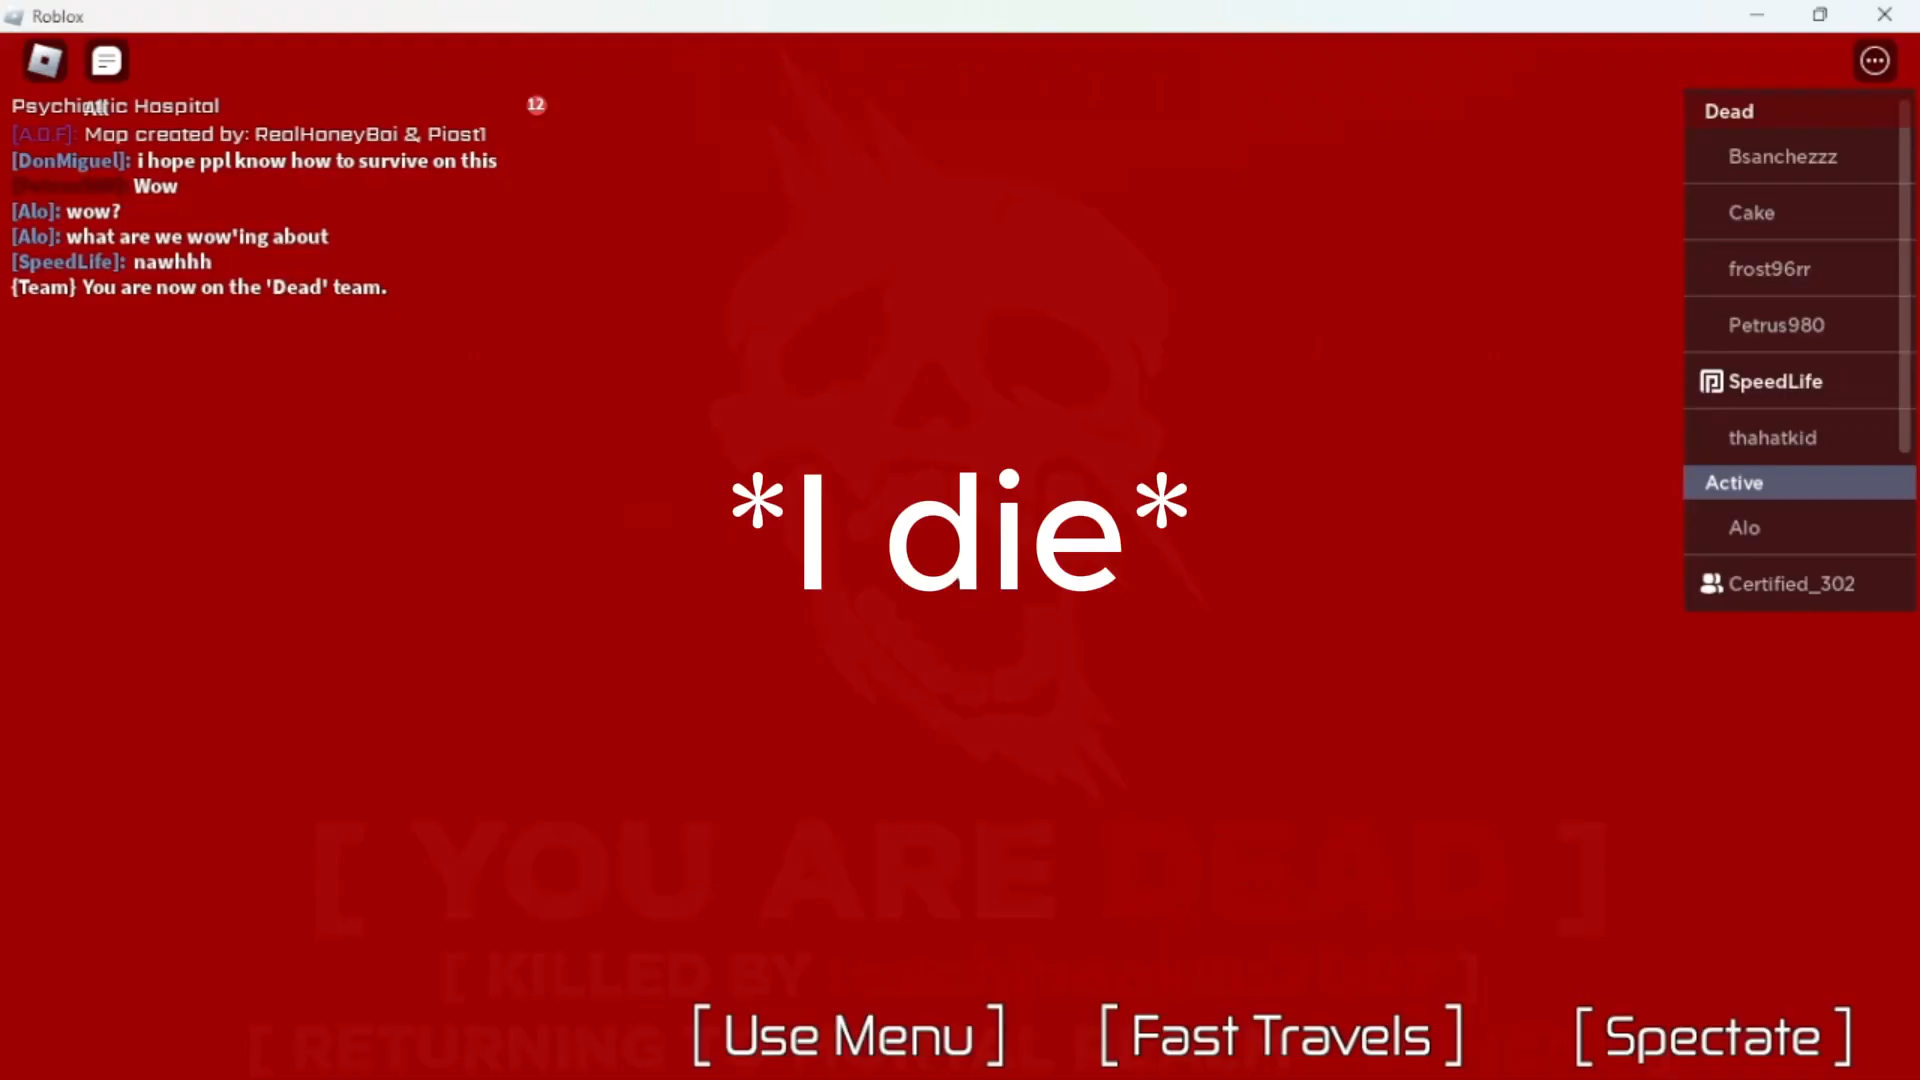 Roblox
Psychiatric Hospital
All
12
[A.O.F]: Map created by: RealHoneyBoi & Piost1
[DonMiguel]: i hope ppl know how to survive on this
Wow
[Alo]: wow?
[Alo]: what are we wow'ing about
[SpeedLife]: nawhhh
{Team} You are now on the 'Dead' team.
Dead
Bsanchezzz
Cake
frost96rr
Petrus980
SpeedLife
thahatkid
Active
Alo
Certified_302
*I die*
[ YOU ARE DEAD ]
[ KILLED BY ]
[ RETURNING
[ Use Menu ]
[ Fast Travels ]
[ Spectate ]